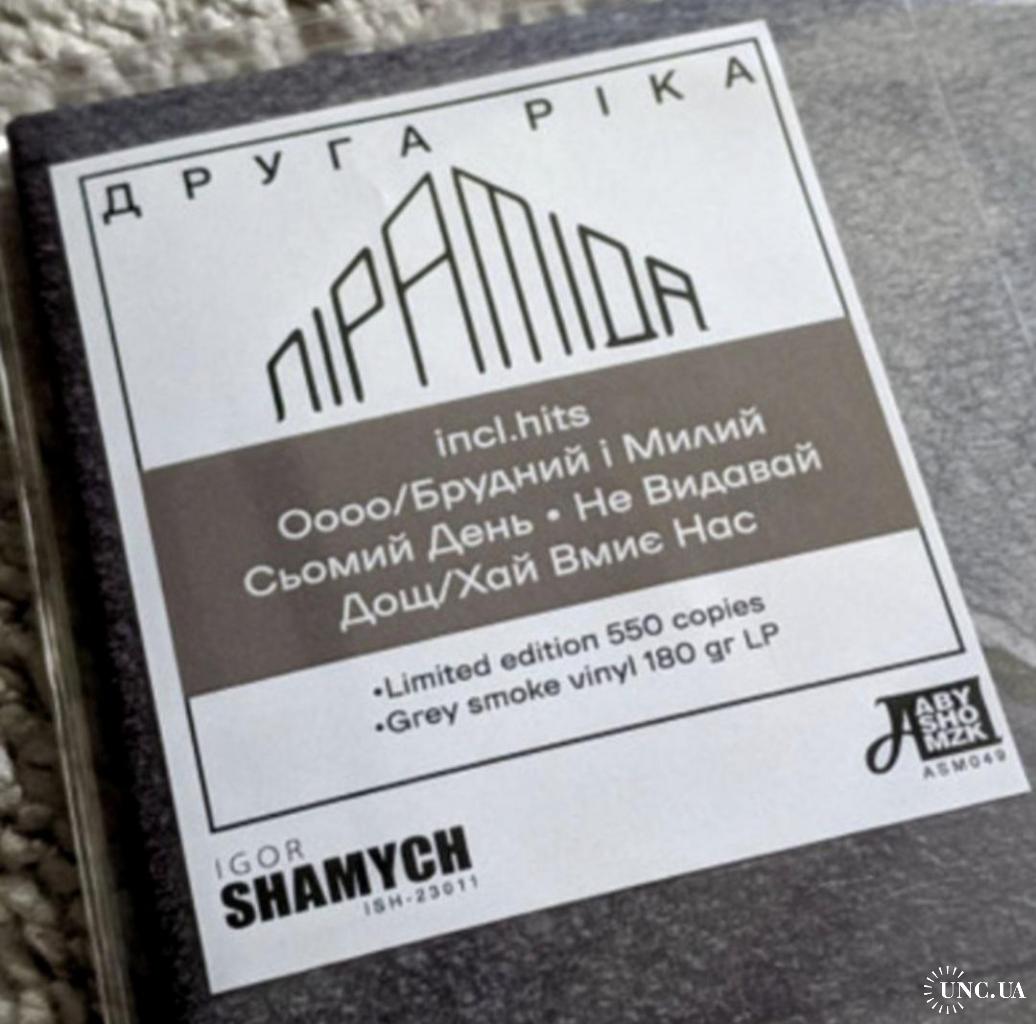 ДРУГА РІКА
ПІРАМІДА
incl.hits
Оооо/Брудний і Милий
Сьомий День • Не Видавай
Дощ/Хай Вмиє Нас
•Limited edition 550 copies
•Grey smoke vinyl 180 gr LP
ABY
SHO
MZK
ASM049
IGOR
SHAMYCH
ISH-23011
UNC.UA